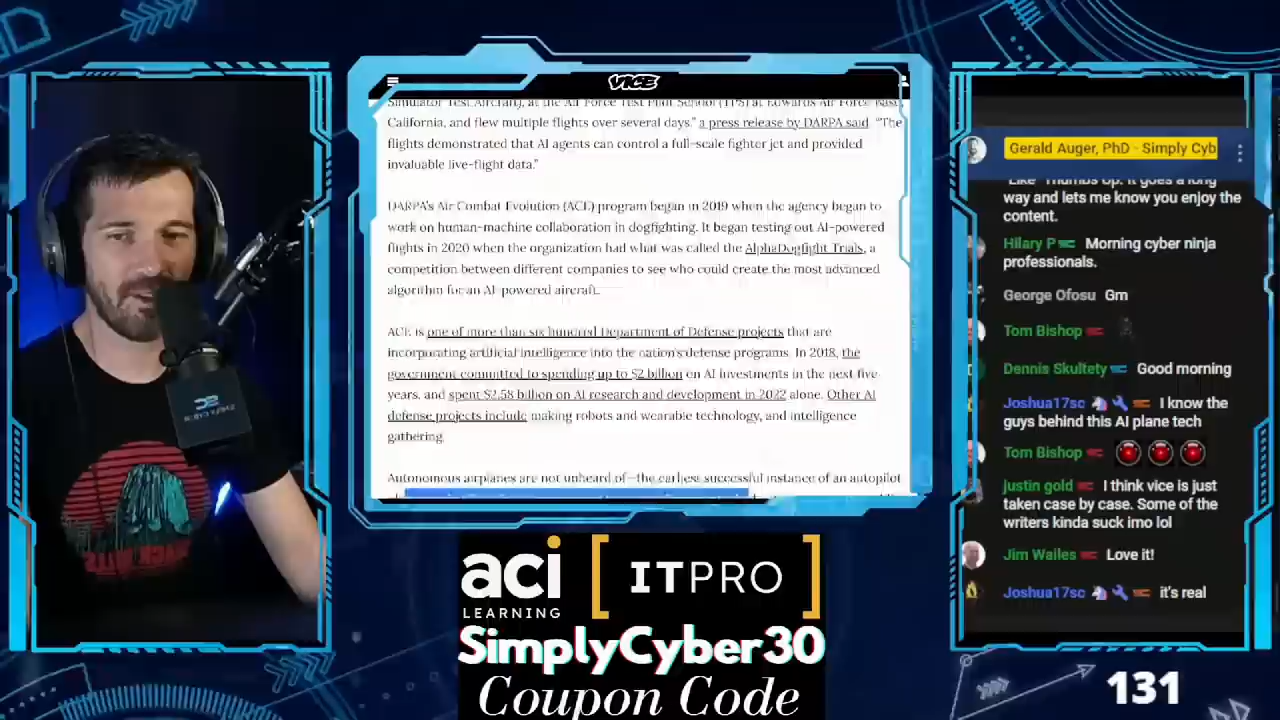 VICE
Simulator Test Aircraft), at the Air Force Test Pilot School (TPS) at Edwards Air Force Base,
California, and flew multiple flights over several days," a press release by DARPA said. "The
flights demonstrated that AI agents can control a full-scale fighter jet and provided
invaluable live-flight data."
DARPA's Air Combat Evolution (ACE) program began in 2019 when the agency began to
work on human-machine collaboration in dogfighting. It began testing out AI-powered
flights in 2020 when the organization had what was called the AlphaDogfight Trials, a
competition between different companies to see who could create the most advanced
algorithm for an AI-powered aircraft.
ACE is one of more than six hundred Department of Defense projects that are
incorporating artificial intelligence into the nation's defense programs. In 2018, the
government committed to spending up to $2 billion on AI investments in the next five
years, and spent $2.58 billion on AI research and development in 2022 alone. Other AI
defense projects include making robots and wearable technology, and intelligence
gathering.
Autonomous airplanes are not unheard of—the earliest successful instance of an autopilot
Gerald Auger, PhD - Simply Cyb
"Like" Thumbs Up. It goes a long
way and lets me know you enjoy the
content.
Hilary P Morning cyber ninja
professionals.
George Ofosu Gm
Tom Bishop
Dennis Skultety Good morning
Joshua17sc I know the
guys behind this AI plane tech
Tom Bishop
justin gold I think vice is just
taken case by case. Some of the
writers kinda suck imo lol
Jim Wailes Love it!
Joshua17sc it's real
aci [ITPRO]
LEARNING
SimplyCyber30
Coupon Code
131